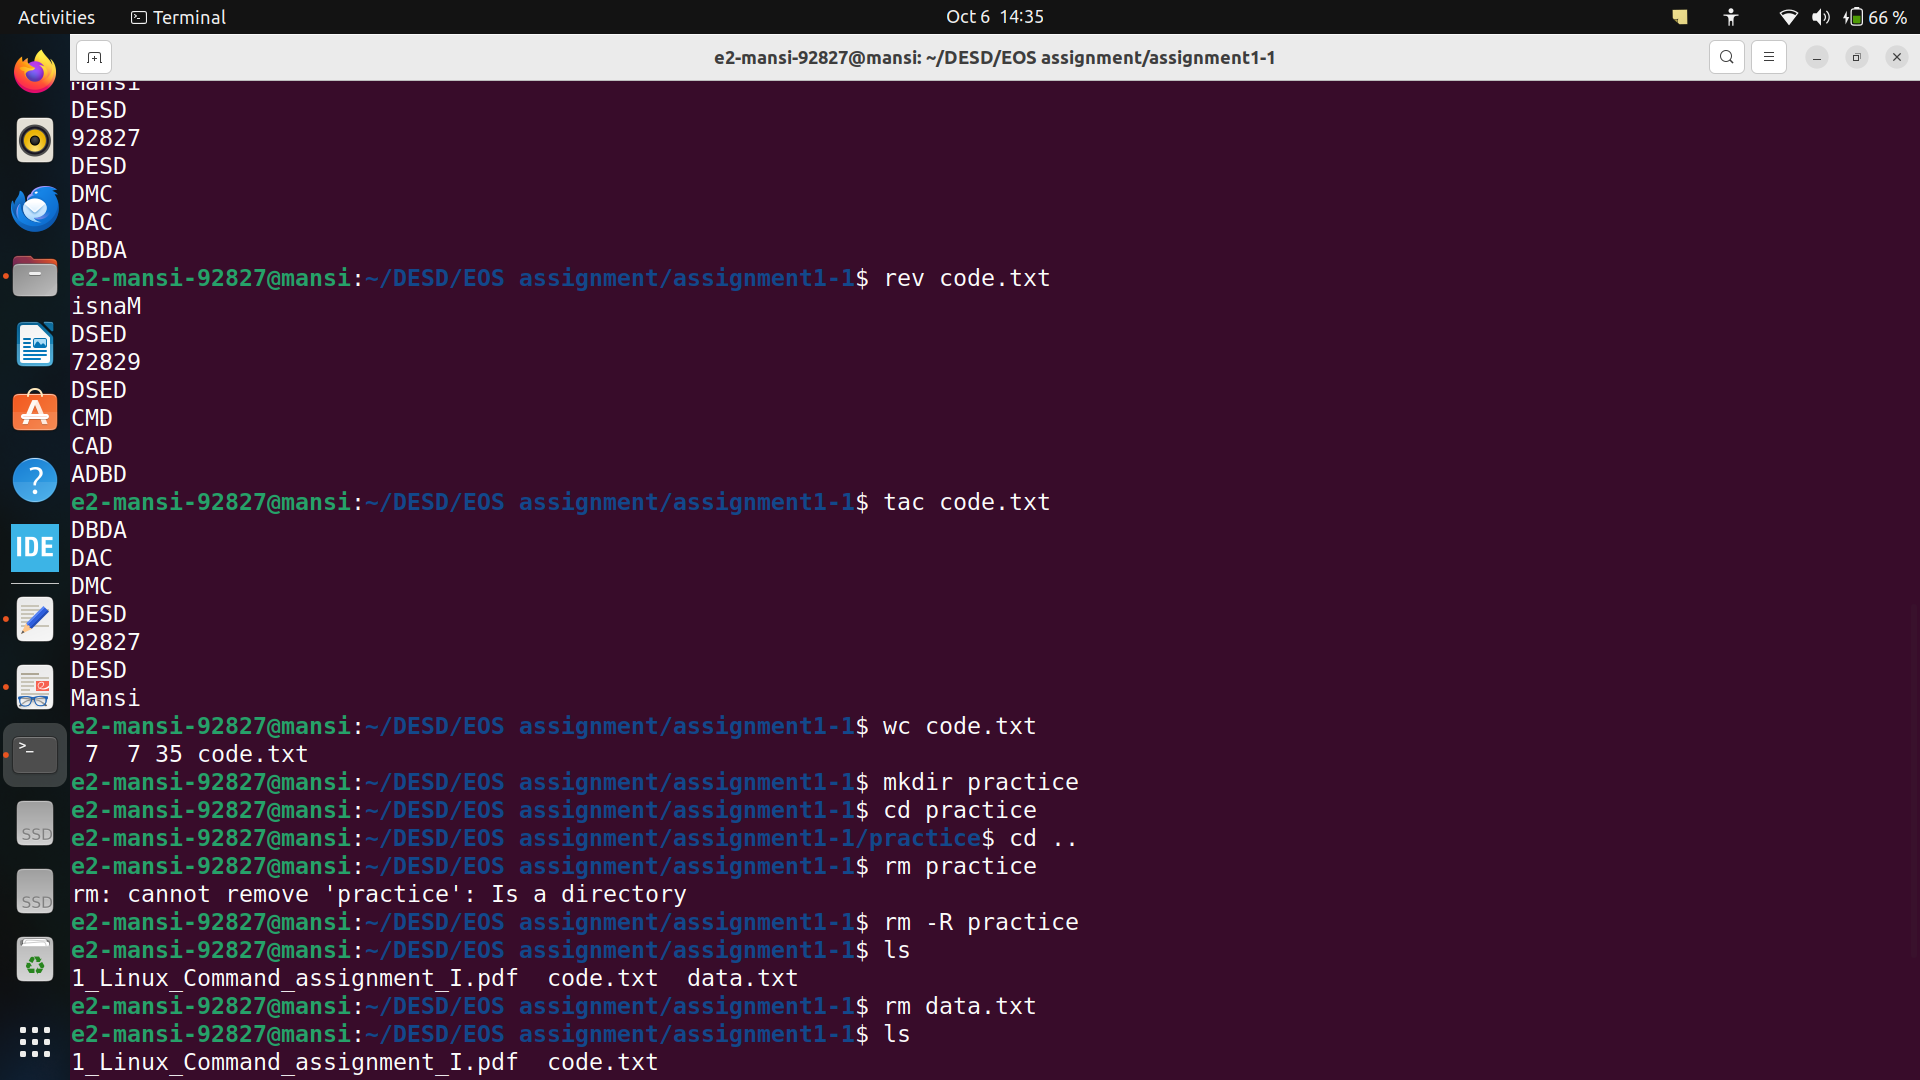 Activities Terminal Oct 6 14:35 66 %
e2-mansi-92827@mansi: ~/DESD/EOS assignment/assignment1-1
Mansi
DESD
92827
DESD
DMC
DAC
DBDA
e2-mansi-92827@mansi:~/DESD/EOS assignment/assignment1-1$ rev code.txt
isnaM
DSED
72829
DSED
CMD
CAD
ADBD
e2-mansi-92827@mansi:~/DESD/EOS assignment/assignment1-1$ tac code.txt
DBDA
DAC
DMC
DESD
92827
DESD
Mansi
e2-mansi-92827@mansi:~/DESD/EOS assignment/assignment1-1$ wc code.txt
 7  7 35 code.txt
e2-mansi-92827@mansi:~/DESD/EOS assignment/assignment1-1$ mkdir practice
e2-mansi-92827@mansi:~/DESD/EOS assignment/assignment1-1$ cd practice
e2-mansi-92827@mansi:~/DESD/EOS assignment/assignment1-1/practice$ cd ..
e2-mansi-92827@mansi:~/DESD/EOS assignment/assignment1-1$ rm practice
rm: cannot remove 'practice': Is a directory
e2-mansi-92827@mansi:~/DESD/EOS assignment/assignment1-1$ rm -R practice
e2-mansi-92827@mansi:~/DESD/EOS assignment/assignment1-1$ ls
1_Linux_Command_assignment_I.pdf  code.txt  data.txt
e2-mansi-92827@mansi:~/DESD/EOS assignment/assignment1-1$ rm data.txt
e2-mansi-92827@mansi:~/DESD/EOS assignment/assignment1-1$ ls
1_Linux_Command_assignment_I.pdf  code.txt
IDE
SSD
SSD